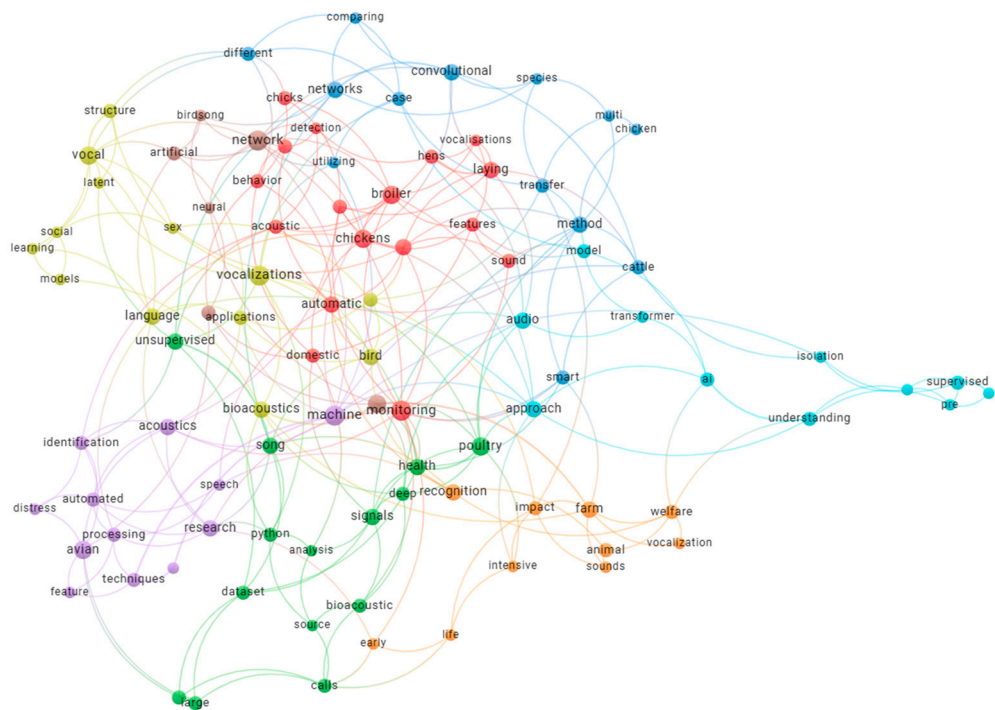 comparing
different
convolutional
species
networks
case
chicks
structure
birdsong
multi
chicken
detection
network
vocalisations
artificial
hens
vocal
utilizing
laying
latent
behavior
transfer
broiler
neural
social
sex
acoustic
features
method
learning
chickens
model
sound
cattle
models
vocalizations
automatic
language
applications
audio
transformer
unsupervised
domestic
bird
isolation
smart
ai
supervised
pre
bioacoustics
machine
monitoring
approach
understanding
acoustics
identification
song
poultry
health
speech
deep
recognition
distress
automated
impact
farm
welfare
signals
research
processing
python
vocalization
avian
analysis
animal
sounds
techniques
intensive
feature
dataset
bioacoustic
source
life
early
calls
large